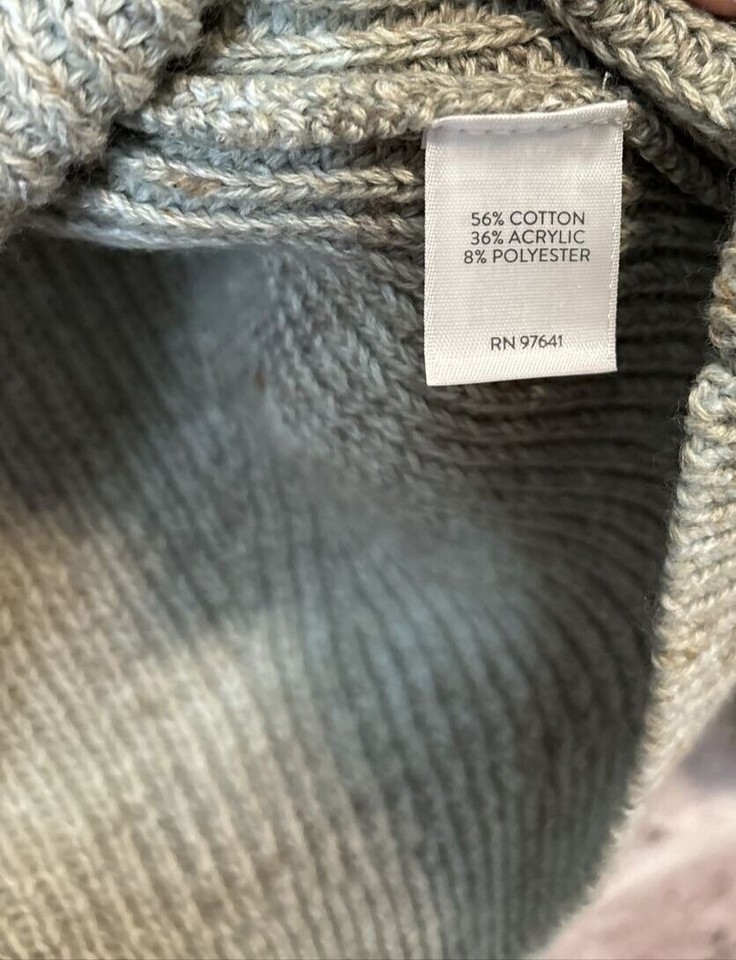 56% COTTON
36% ACRYLIC
8% POLYESTER
RN 97641